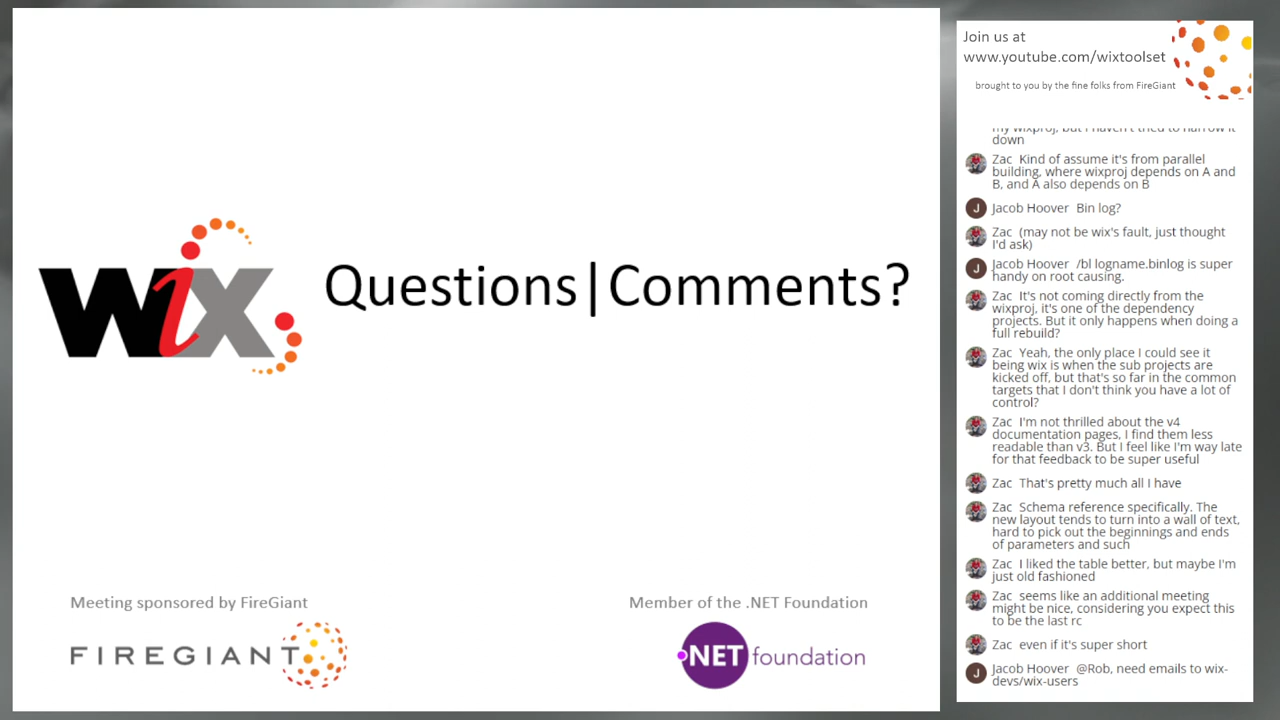 WiX
Questions|Comments?
Meeting sponsored by FireGiant
FIREGIANT
Member of the .NET Foundation
.NET foundation
Join us at
www.youtube.com/wixtoolset
brought to you by the fine folks from FireGiant
my wixproj, but I haven't tried to narrow it
down
Zac Kind of assume it's from parallel
building, where wixproj depends on A and
B, and A also depends on B
J Jacob Hoover Bin log?
Zac (may not be wix's fault, just thought
I'd ask)
J Jacob Hoover /bl logname.binlog is super
handy on root causing.
Zac It's not coming directly from the
wixproj, it's one of the dependency
projects. But it only happens when doing a
full rebuild?
Zac Yeah, the only place I could see it
being wix is when the sub projects are
kicked off, but that's so far in the common
targets that I don't think you have a lot of
control?
Zac I'm not thrilled about the v4
documentation pages, I find them less
readable than v3. But I feel like I'm way late
for that feedback to be super useful
Zac That's pretty much all I have
Zac Schema reference specifically. The
new layout tends to turn into a wall of text,
hard to pick out the beginnings and ends
of parameters and such
Zac I liked the table better, but maybe I'm
just old fashioned
Zac seems like an additional meeting
might be nice, considering you expect this
to be the last rc
Zac even if it's super short
J Jacob Hoover @Rob, need emails to wix-
devs/wix-users